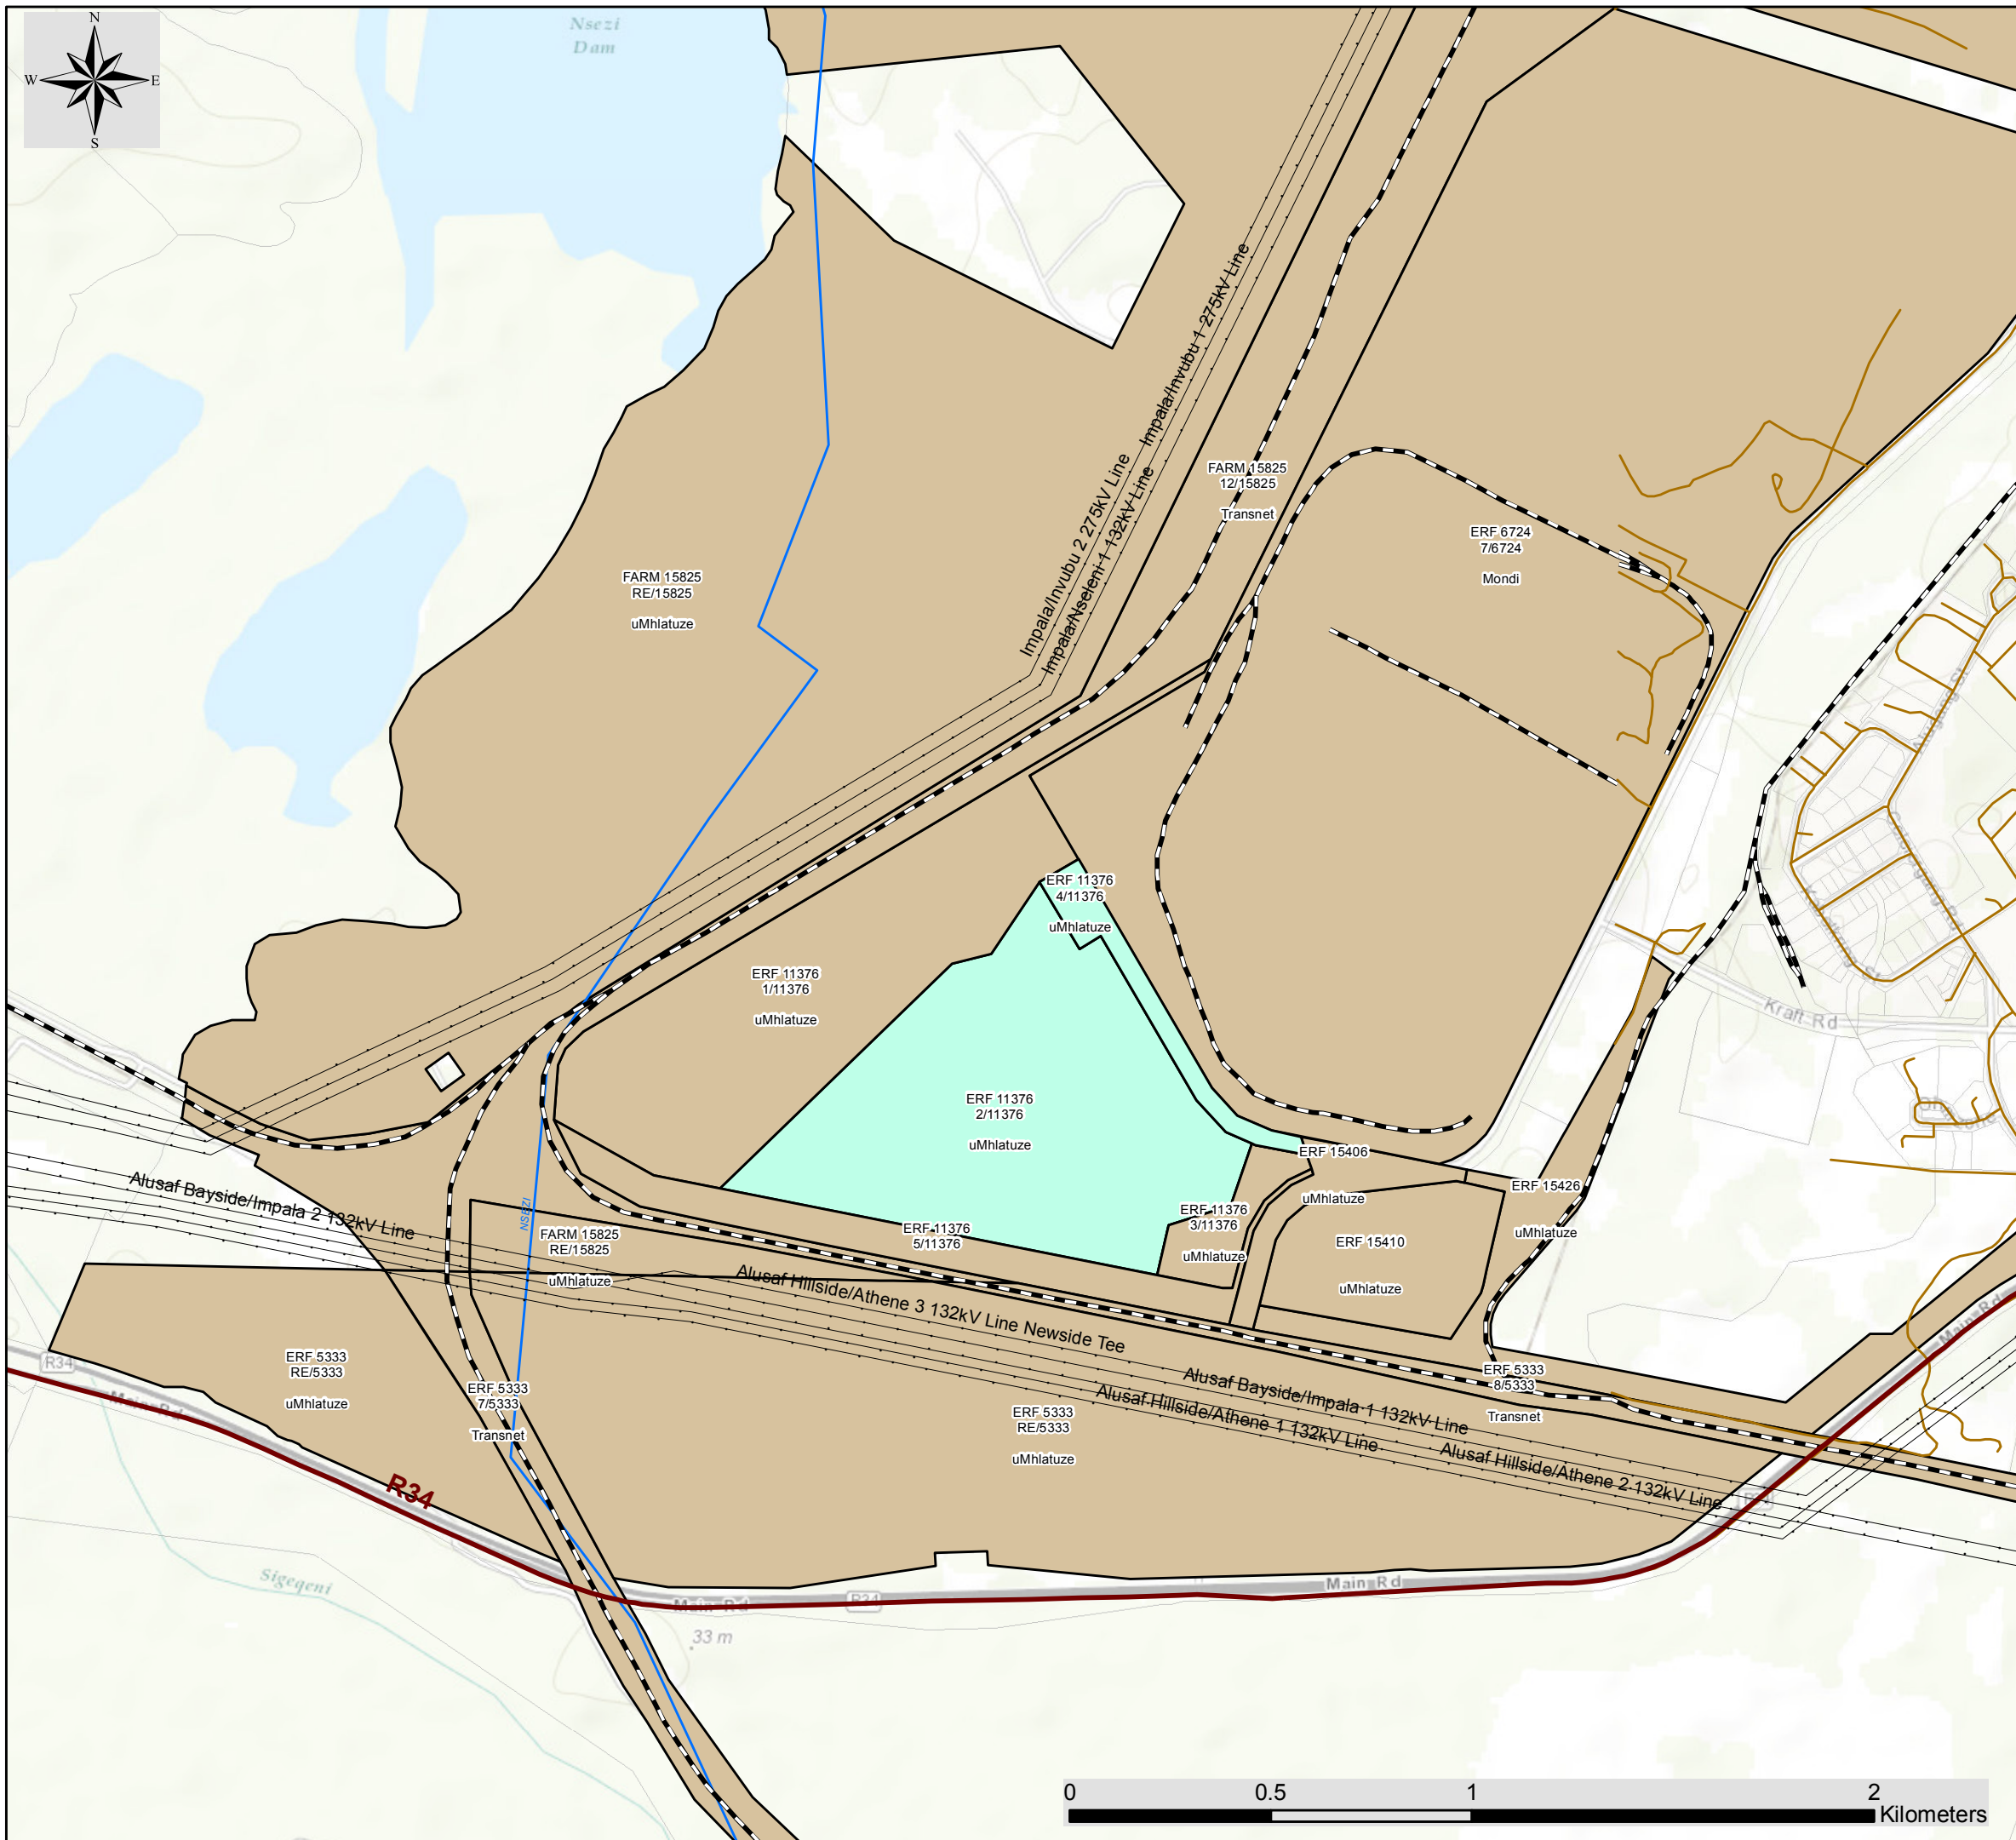 N
W
E
S
Nsezi
Dam
Impala/Invubu 1 275kV Line
Impala/Invubu 2 275kV Line
Impala/Nseleni 1 132kV Line
FARM 15825
12/15825
Transnet
ERF 6724
7/6724
Mondi
FARM 15825
RE/15825
uMhlatuze
ERF 11376
4/11376
uMhlatuze
ERF 11376
1/11376
uMhlatuze
Kraft Rd
ERF 11376
2/11376
uMhlatuze
ERF 15406
uMhlatuze
ERF 15426
uMhlatuze
ERF 11376
3/11376
uMhlatuze
ERF 11376
5/11376
ERF 15410
uMhlatuze
Alusaf Bayside/Impala 2 132kV Line
NSEZI
FARM 15825
RE/15825
uMhlatuze
Alusaf Hillside/Athene 3 132kV Line Newside Tee
Alusaf Bayside/Impala 1 132kV Line
Alusaf Hillside/Athene 1 132kV Line
Alusaf Hillside/Athene 2 132kV Line
ERF 5333
RE/5333
uMhlatuze
ERF 5333
7/5333
Transnet
ERF 5333
RE/5333
uMhlatuze
ERF 5333
8/5333
Transnet
R34
Main Rd
Main Rd
R34
Sigeqeni
Main Rd
R34
Main Rd
33 m
0
0.5
1
2
Kilometers